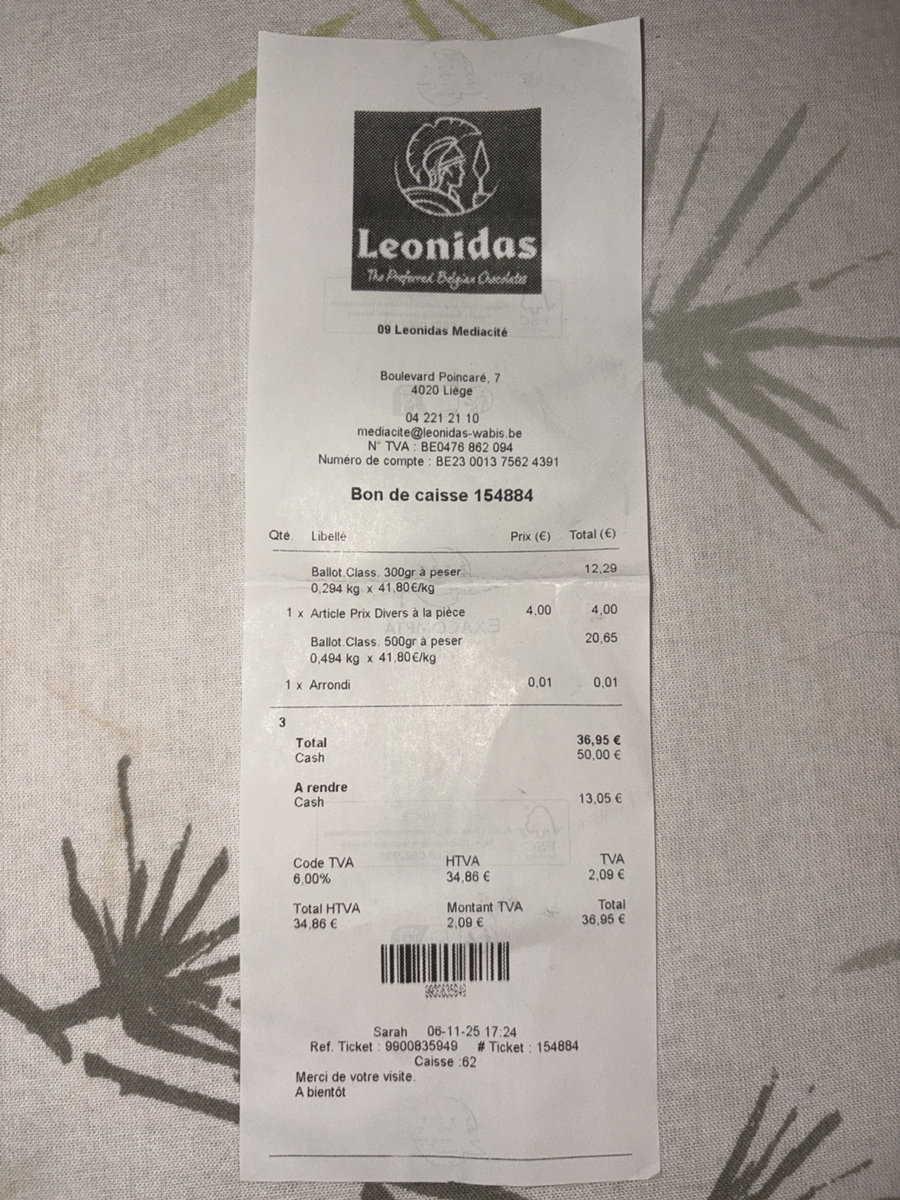 Leonidas
The Preferred Belgian Chocolates
09 Leonidas Mediacité
Boulevard Poincaré, 7
4020 Liège
04 221 21 10
mediacite@leonidas-wabis.be
N° TVA : BE0476 862 094
Numéro de compte : BE23 0013 7562 4391
Bon de caisse 154884
Qté. Libellé Prix (€) Total (€)
Ballot.Class. 300gr à peser 12,29
0,294 kg x 41,80€/kg
1 x Article Prix Divers à la pièce 4,00 4,00
Ballot.Class. 500gr à peser 20,65
0,494 kg x 41,80€/kg
1 x Arrondi 0,01 0,01
3
Total 36,95 €
Cash 50,00 €
A rendre
Cash 13,05 €
Code TVA HTVA TVA
6,00% 34,86 € 2,09 €
Total HTVA Montant TVA Total
34,86 € 2,09 € 36,95 €
Sarah 06-11-25 17:24
Ref. Ticket : 9900835949 # Ticket : 154884
Caisse :62
Merci de votre visite.
A bientôt